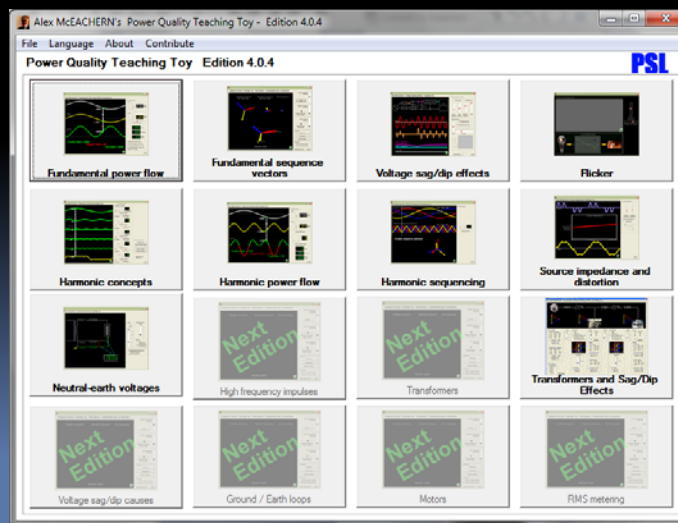 Alex McEACHERN's Power Quality Teaching Toy - Edition 4.0.4
File Language About Contribute
Power Quality Teaching Toy Edition 4.0.4
PSL
Fundamental power flow
Fundamental sequence
vectors
Voltage sag/dip effects
Flicker
Harmonic concepts
Harmonic power flow
Harmonic sequencing
Source impedance and
distortion
Neutral-earth voltages
Next
Edition
High frequency impulses
Next
Edition
Transformers
Transformers and Sag/Dip
Effects
Next
Edition
Voltage sag/dip causes
Next
Edition
Ground / Earth loops
Next
Edition
Motors
Next
Edition
RMS metering